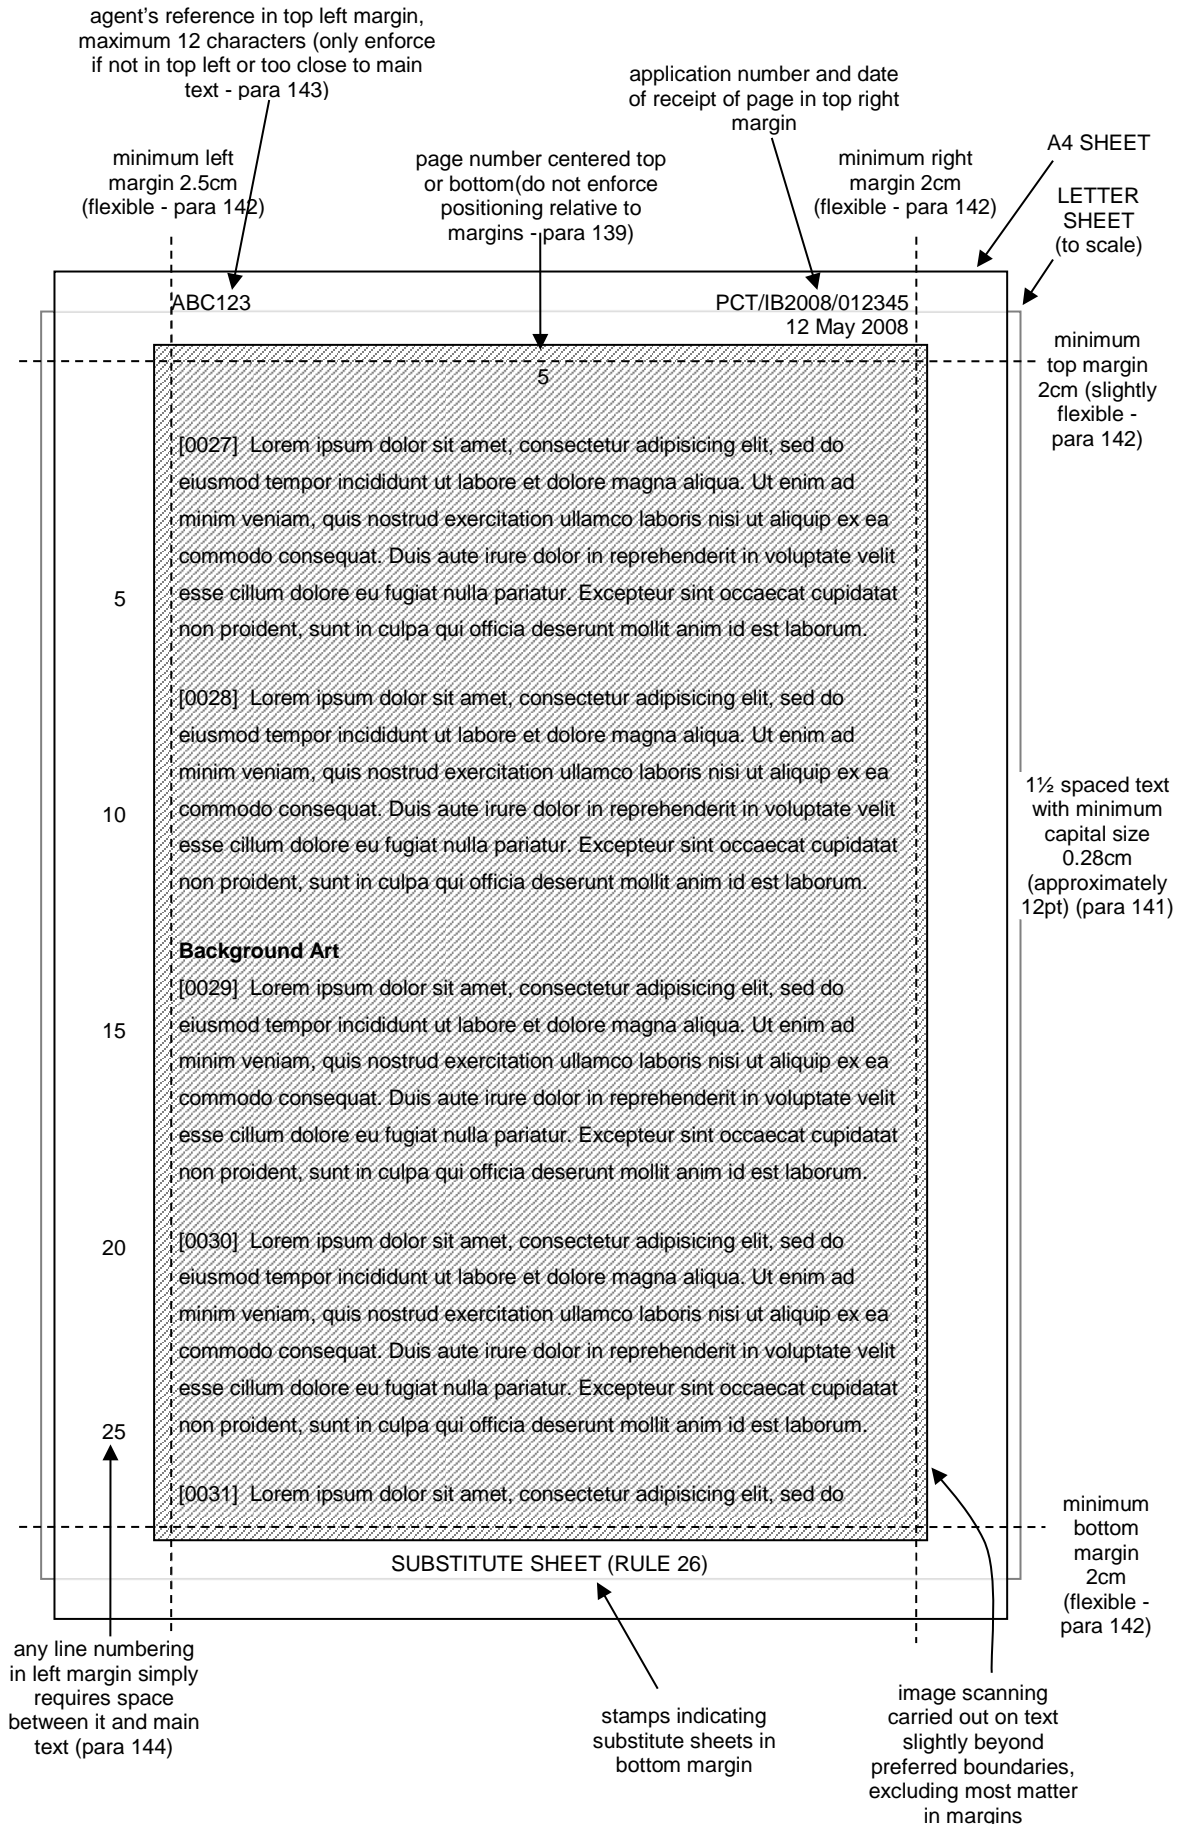 agent's reference in top left margin,
maximum 12 characters (only enforce
if not in top left or too close to main
text - para 143)
application number and date
of receipt of page in top right
margin
minimum left
margin 2.5cm
(flexible - para 142)
page number centered top
or bottom(do not enforce
positioning relative to
margins - para 139)
minimum right
margin 2cm
(flexible - para 142)
A4 SHEET
LETTER
SHEET
(to scale)
ABC123
PCT/IB2008/012345
12 May 2008
minimum
top margin
2cm (slightly
flexible -
para 142)
5
[0027] Lorem ipsum dolor sit amet, consectetur adipisicing elit, sed do
eiusmod tempor incididunt ut labore et dolore magna aliqua. Ut enim ad
minim veniam, quis nostrud exercitation ullamco laboris nisi ut aliquip ex ea
commodo consequat. Duis aute irure dolor in reprehenderit in voluptate velit
5 esse cillum dolore eu fugiat nulla pariatur. Excepteur sint occaecat cupidatat
non proident, sunt in culpa qui officia deserunt mollit anim id est laborum.
[0028] Lorem ipsum dolor sit amet, consectetur adipisicing elit, sed do
eiusmod tempor incididunt ut labore et dolore magna aliqua. Ut enim ad
minim veniam, quis nostrud exercitation ullamco laboris nisi ut aliquip ex ea
10 commodo consequat. Duis aute irure dolor in reprehenderit in voluptate velit
esse cillum dolore eu fugiat nulla pariatur. Excepteur sint occaecat cupidatat
non proident, sunt in culpa qui officia deserunt mollit anim id est laborum.
1½ spaced text
with minimum
capital size
0.28cm
(approximately
12pt) (para 141)
Background Art
[0029] Lorem ipsum dolor sit amet, consectetur adipisicing elit, sed do
15 eiusmod tempor incididunt ut labore et dolore magna aliqua. Ut enim ad
minim veniam, quis nostrud exercitation ullamco laboris nisi ut aliquip ex ea
commodo consequat. Duis aute irure dolor in reprehenderit in voluptate velit
esse cillum dolore eu fugiat nulla pariatur. Excepteur sint occaecat cupidatat
non proident, sunt in culpa qui officia deserunt mollit anim id est laborum.
20 [0030] Lorem ipsum dolor sit amet, consectetur adipisicing elit, sed do
eiusmod tempor incididunt ut labore et dolore magna aliqua. Ut enim ad
minim veniam, quis nostrud exercitation ullamco laboris nisi ut aliquip ex ea
commodo consequat. Duis aute irure dolor in reprehenderit in voluptate velit
esse cillum dolore eu fugiat nulla pariatur. Excepteur sint occaecat cupidatat
25 non proident, sunt in culpa qui officia deserunt mollit anim id est laborum.
[0031] Lorem ipsum dolor sit amet, consectetur adipisicing elit, sed do
SUBSTITUTE SHEET (RULE 26)
minimum
bottom
margin
2cm
(flexible -
para 142)
any line numbering
in left margin simply
requires space
between it and main
text (para 144)
stamps indicating
substitute sheets in
bottom margin
image scanning
carried out on text
slightly beyond
preferred boundaries,
excluding most matter
in margins